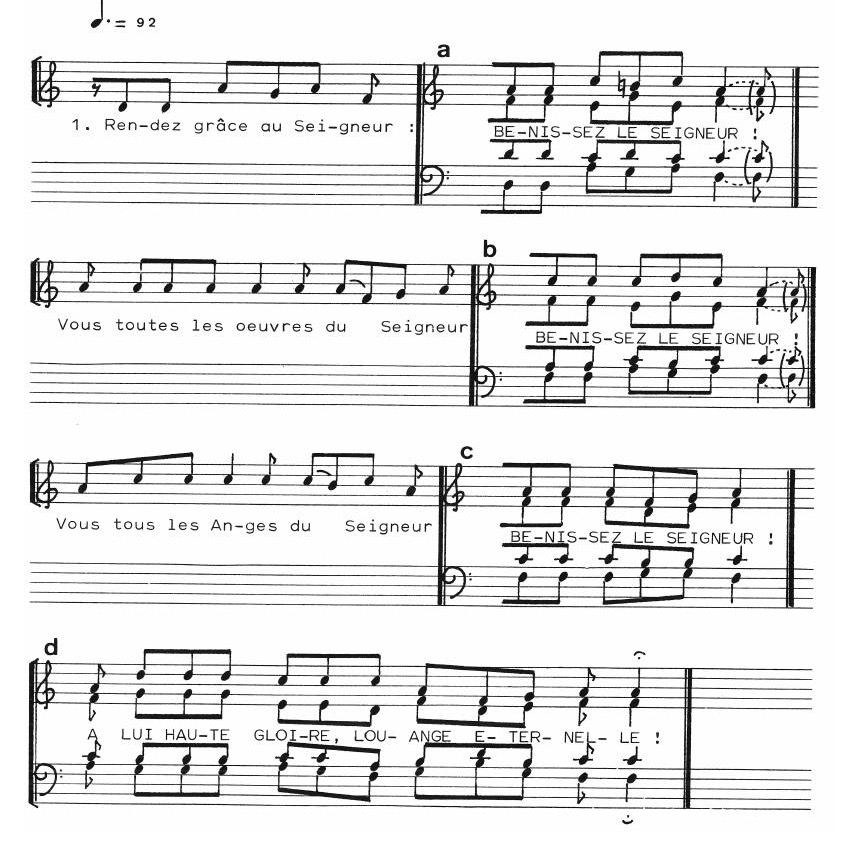 = 92
a
1. Ren-dez grâce au Sei-gneur :
BE-NIS-SEZ LE SEIGNEUR !
b
Vous toutes les oeuvres du Seigneur
BE-NIS-SEZ LE SEIGNEUR !
c
Vous tous les An-ges du Seigneur
BE-NIS-SEZ LE SEIGNEUR !
d
A LUI HAU-TE GLOI-RE, LOU- ANGE E- TER- NEL- LE !